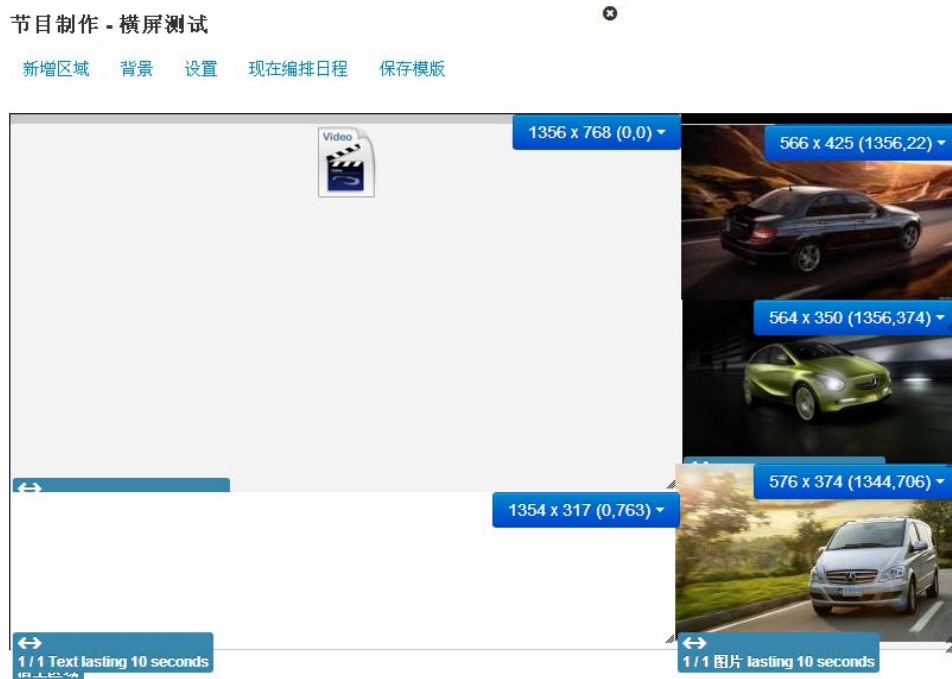 节目制作 - 横屏测试
新增区域 背景 设置 现在编排日程 保存模版
1356 x 768 (0,0)
Video
566 x 425 (1356,22)
564 x 350 (1356,374)
576 x 374 (1344,706)
1354 x 317 (0,763)
1 / 1 Text lasting 10 seconds
1 / 1 图片 lasting 10 seconds